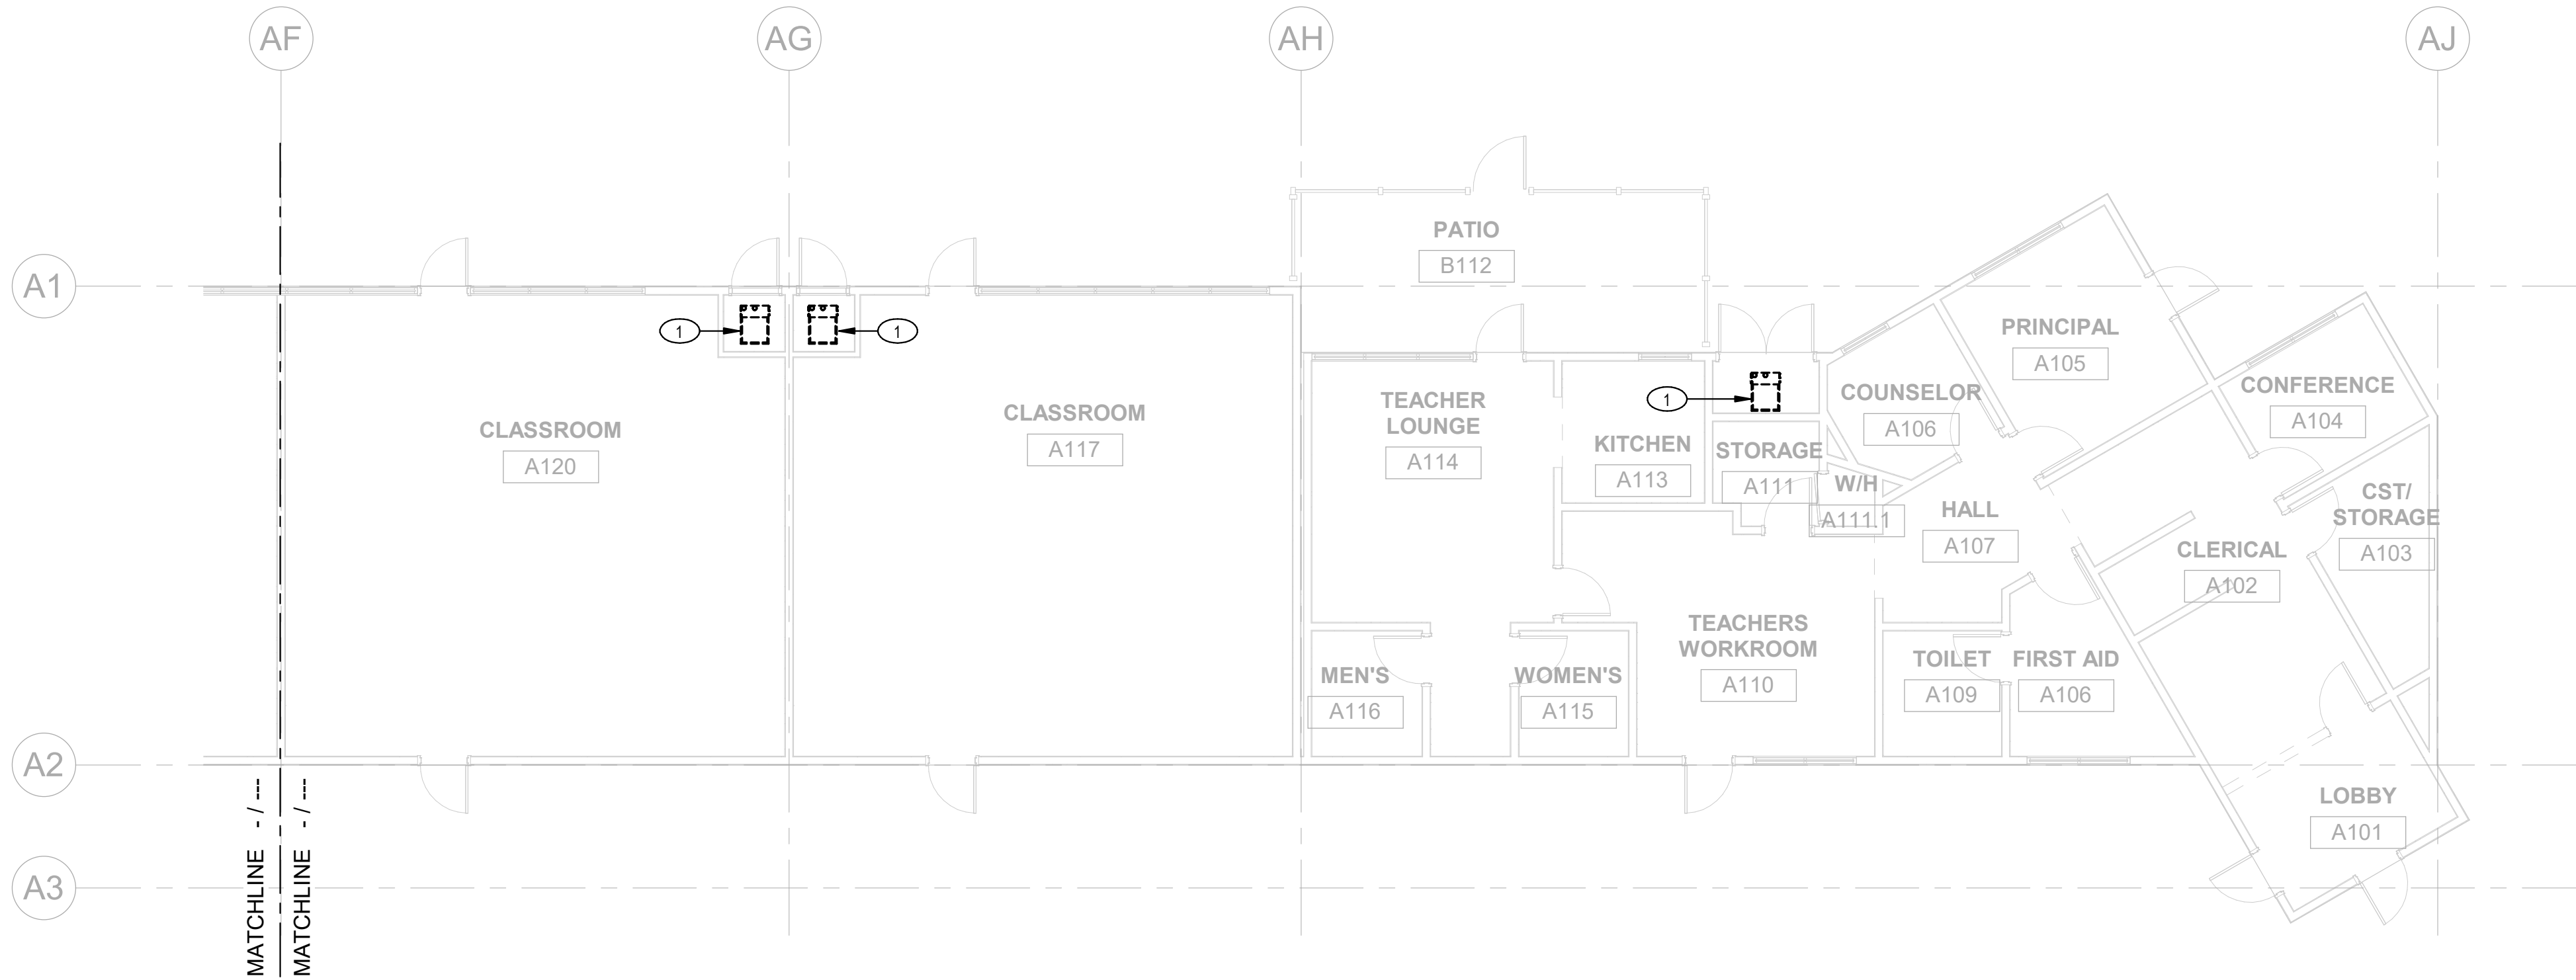 AF
AG
AH
AJ
A1
A2
A3
PATIO
B112
PRINCIPAL
A105
CONFERENCE
A104
COUNSELOR
A106
CLASSROOM
A120
CLASSROOM
A117
1
1
1
TEACHER
LOUNGE
A114
KITCHEN
A113
STORAGE
A111
W/H
A111.1
HALL
A107
CST/
STORAGE
A103
CLERICAL
A102
TEACHERS
WORKROOM
A110
MEN'S
A116
WOMEN'S
A115
TOILET
A109
FIRST AID
A106
LOBBY
A101
MATCHLINE - / ---
MATCHLINE - / ---